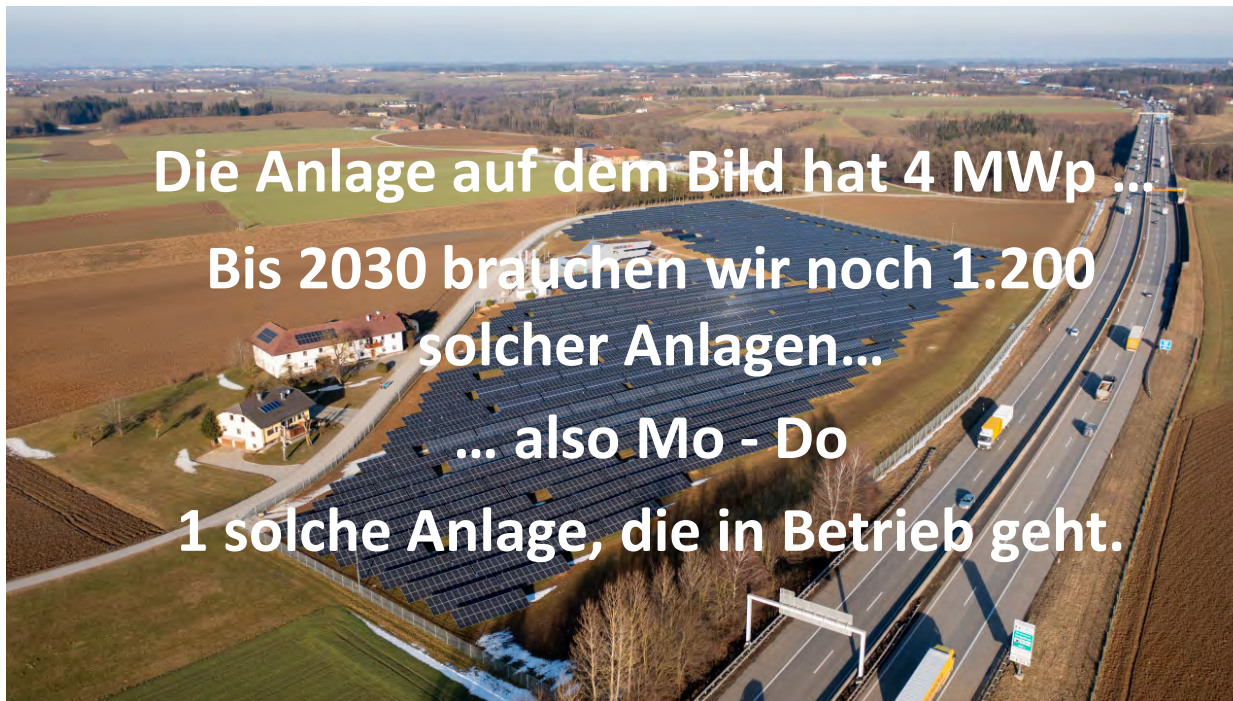 Die Anlage auf dem Bild hat 4 MWp ...
Bis 2030 brauchen wir noch 1.200
solcher Anlagen...
... also Mo - Do
1 solche Anlage, die in Betrieb geht.